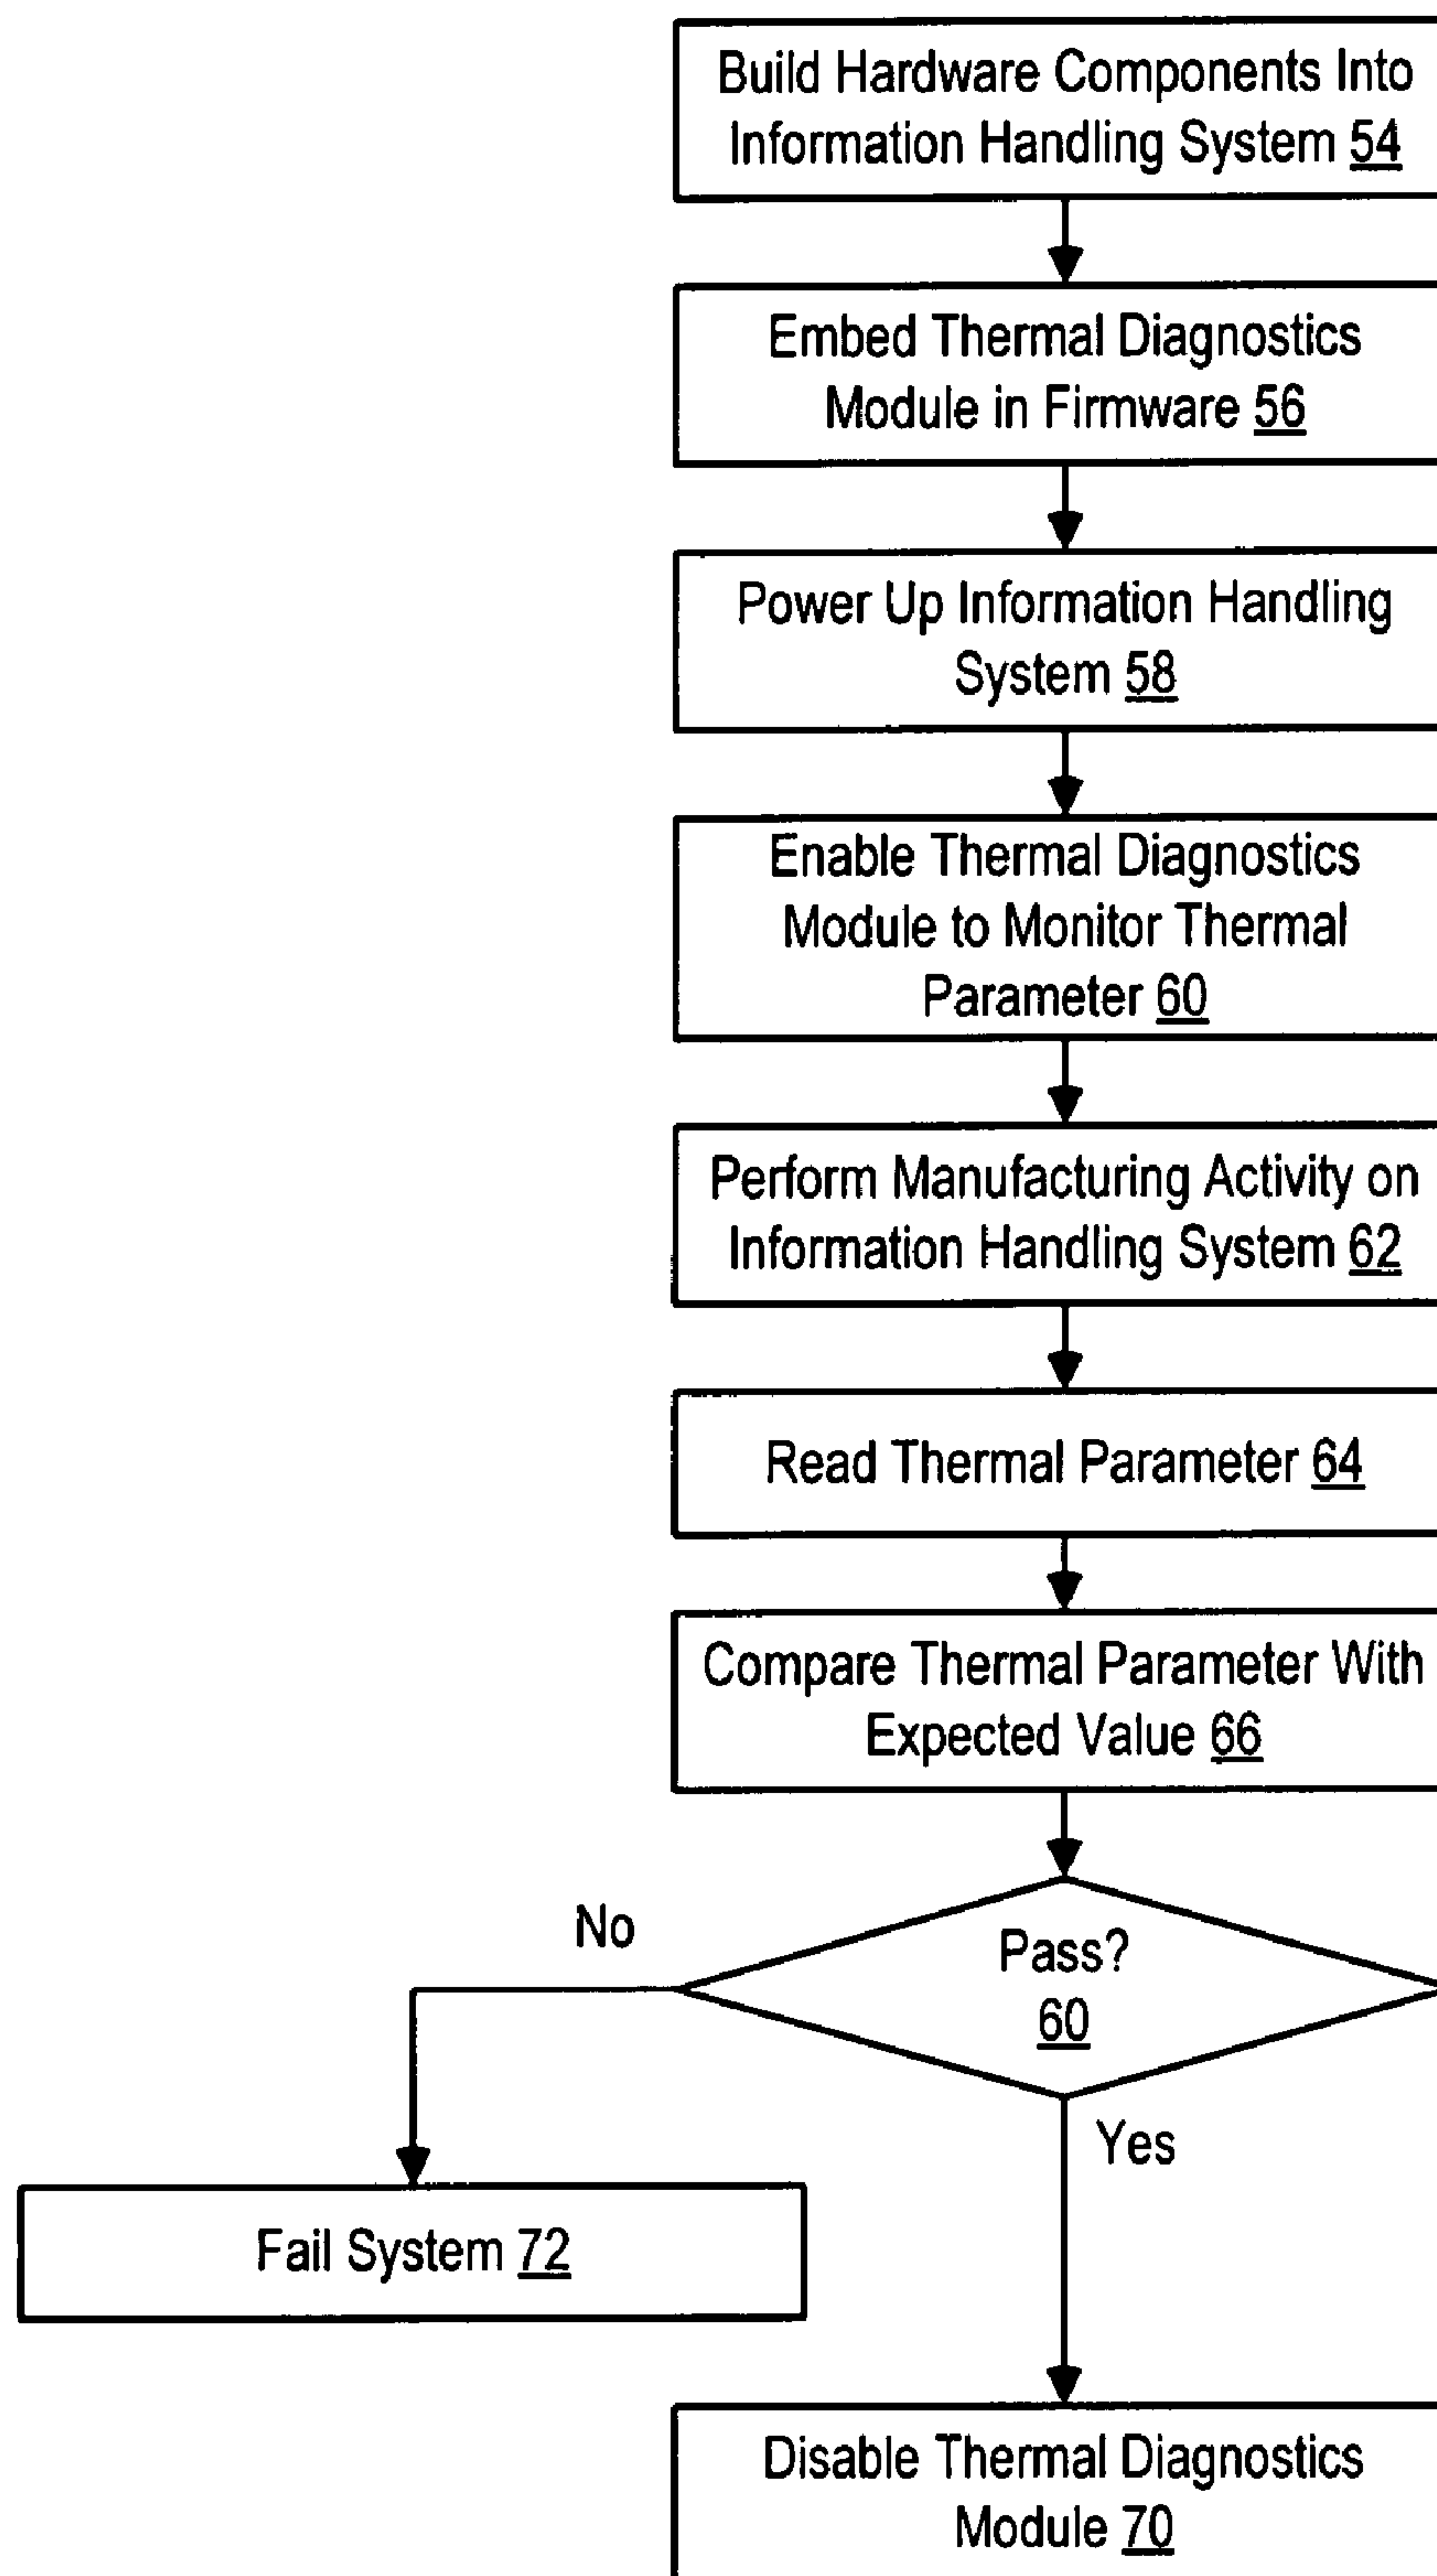 Build Hardware Components Into
Information Handling System 54
Embed Thermal Diagnostics
Module in Firmware 56
Power Up Information Handling
System 58
Enable Thermal Diagnostics
Module to Monitor Thermal
Parameter 60
Perform Manufacturing Activity on
Information Handling System 62
Read Thermal Parameter 64
Compare Thermal Parameter With
Expected Value 66
No
Pass?
60
Yes
Fail System 72
Disable Thermal Diagnostics
Module 70